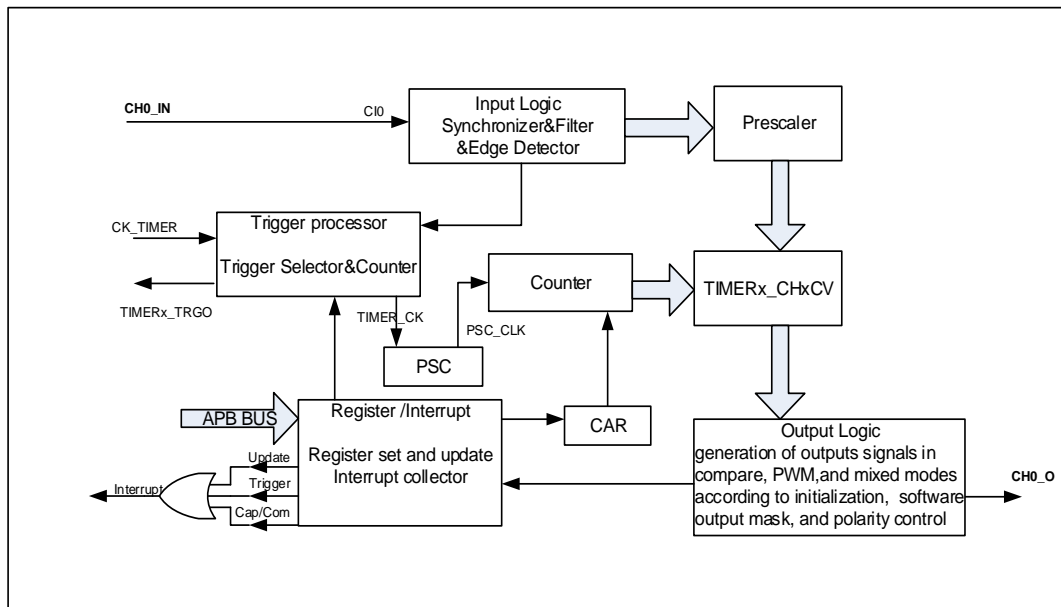 CH0_IN
CI0
Input Logic
Synchronizer&Filter
&Edge Detector
Prescaler
CK_TIMER
Trigger processor
Trigger Selector&Counter
TIMERx_TRGO
TIMER_CK
PSC_CLK
Counter
TIMERx_CHxCV
PSC
APB BUS
Register /Interrupt
Register set and update
Interrupt collector
CAR
Output Logic
generation of outputs signals in
compare, PWM,and mixed modes
according to initialization, software
output mask, and polarity control
CH0_O
Update
Interrupt
Trigger
Cap/Com